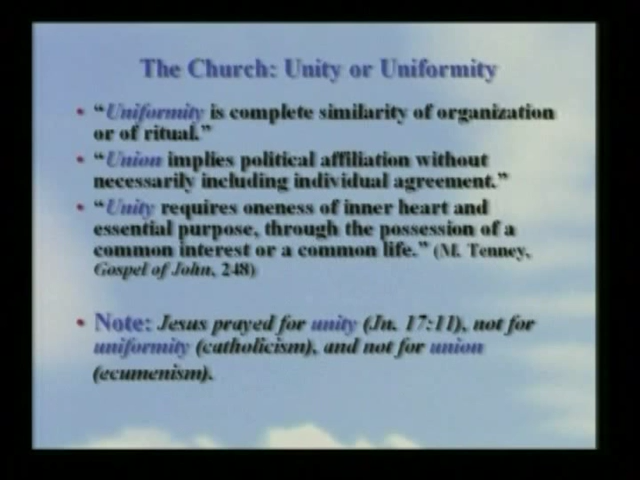 The Church: Unity or Uniformity
• “Uniformity is complete similarity of organization
or of ritual.”
• “Union implies political affiliation without
necessarily including individual agreement.”
• “Unity requires oneness of inner heart and
essential purpose, through the possession of a
common interest or a common life.” (M. Tenney,
Gospel of John, 248)
• Note: Jesus prayed for unity (Jn. 17:11), not for
uniformity (catholicism), and not for union
(ecumenism).